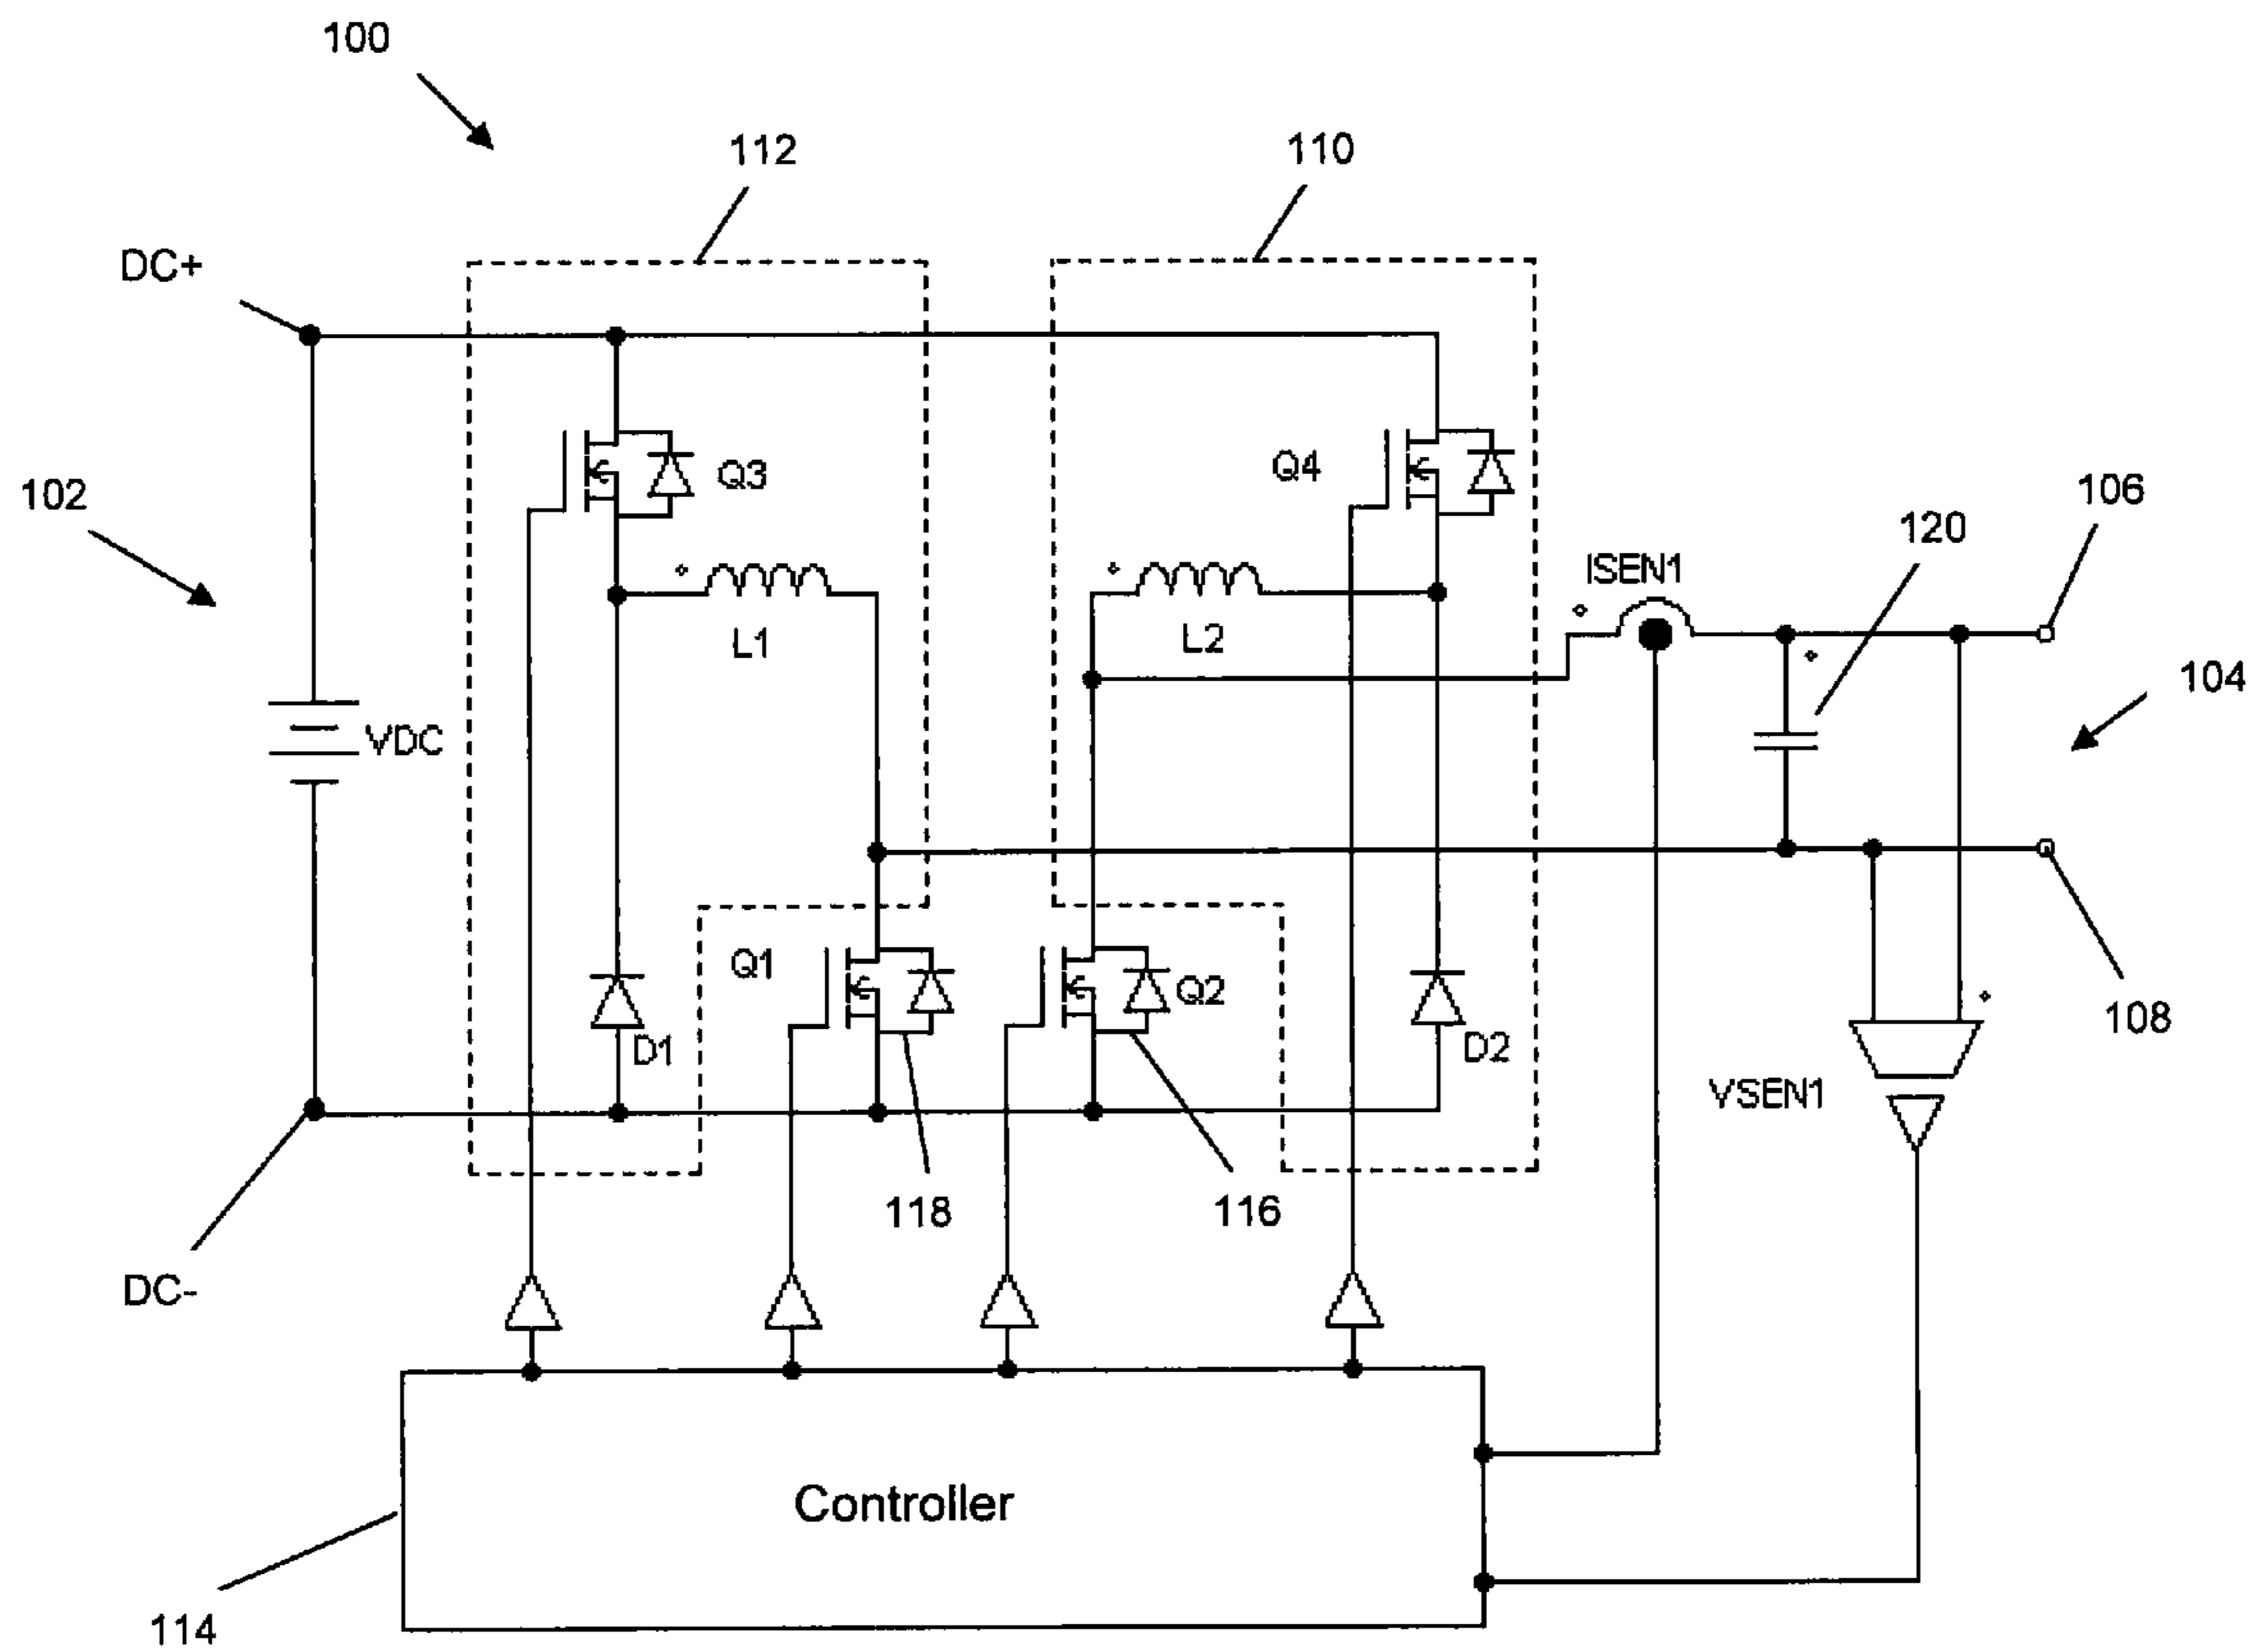 100
112
110
DC+
Q3
Q4
102
106
120
ISEN1
L1
L2
104
VDC
Q1
Q2
D1
D2
108
VSEN1
118
116
DC-
Controller
114